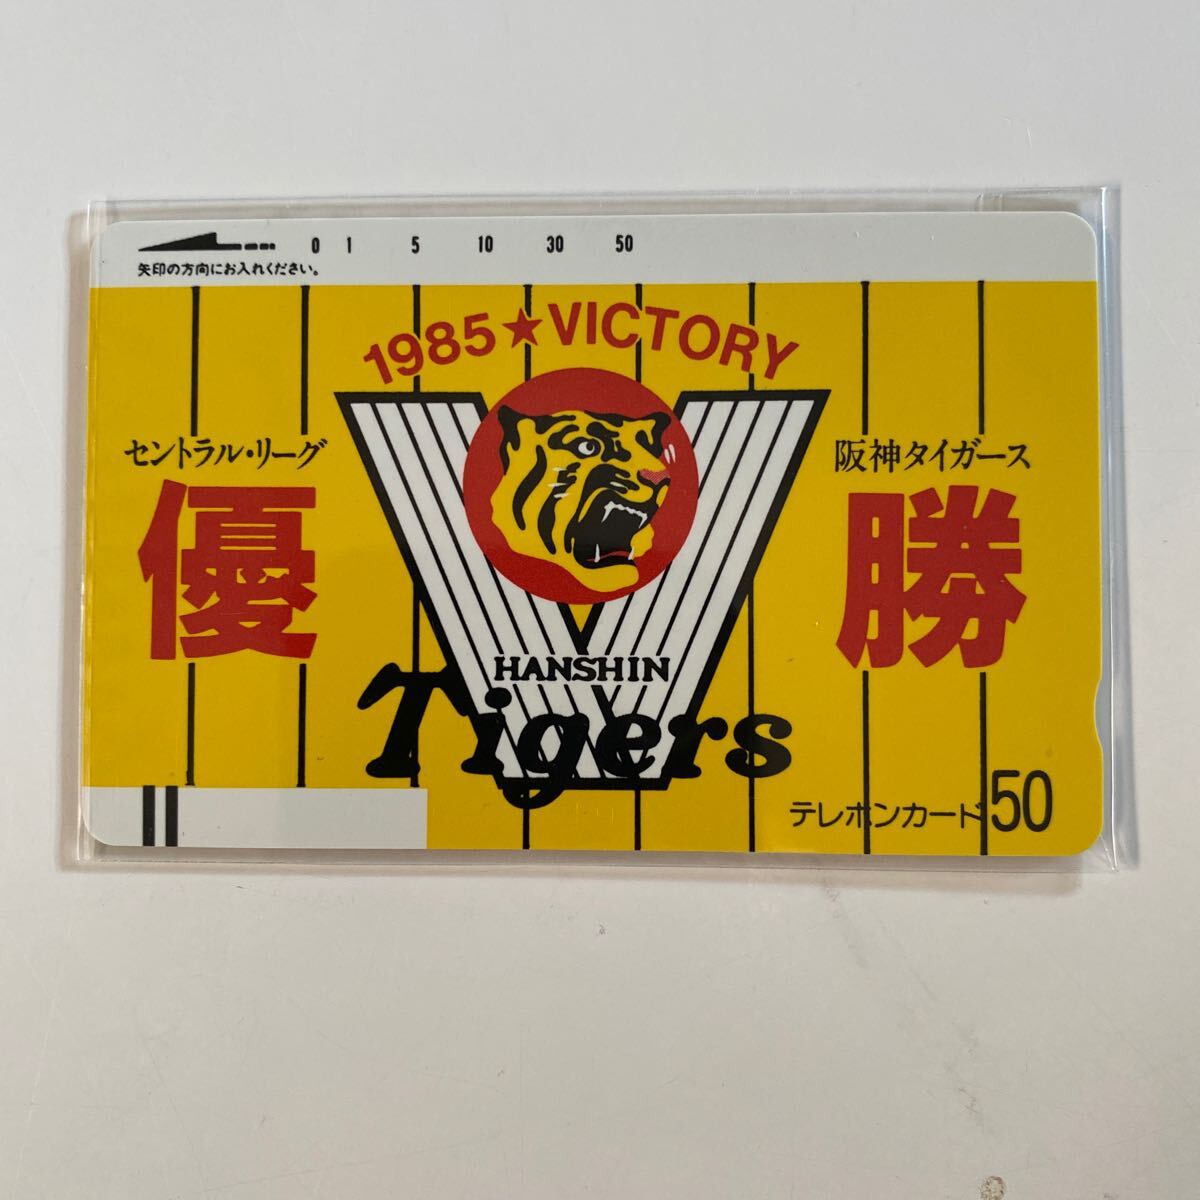 0 1 5 10 30 50
矢印の方向にお入れください。
1985★VICTORY
セントラル・リーグ
阪神タイガース
優勝
HANSHIN
Tigers
テレホンカード50